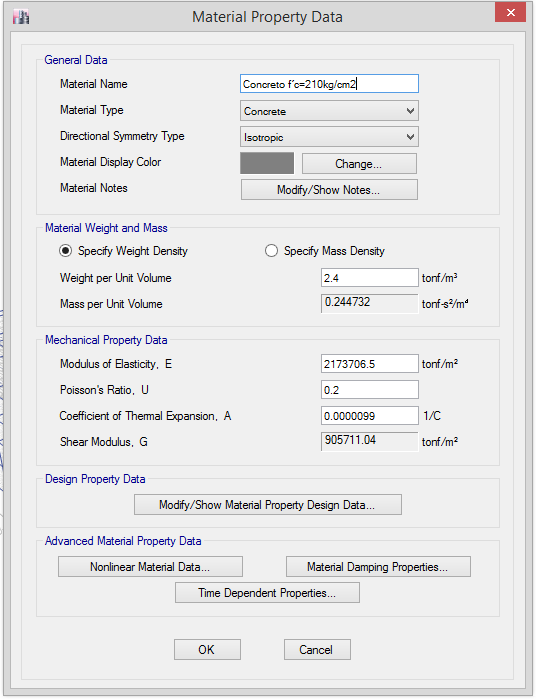 Material Property Data
General Data
Material Name Concreto f'c=210kg/cm2
Material Type Concrete
Directional Symmetry Type Isotropic
Material Display Color Change...
Material Notes Modify/Show Notes...
Material Weight and Mass
Specify Weight Density Specify Mass Density
Weight per Unit Volume 2.4 tonf/m³
Mass per Unit Volume 0.244732 tonf-s²/m⁴
Mechanical Property Data
Modulus of Elasticity, E 2173706.5 tonf/m²
Poisson's Ratio, U 0.2
Coefficient of Thermal Expansion, A 0.0000099 1/C
Shear Modulus, G 905711.04 tonf/m²
Design Property Data
Modify/Show Material Property Design Data...
Advanced Material Property Data
Nonlinear Material Data... Material Damping Properties...
Time Dependent Properties...
OK Cancel